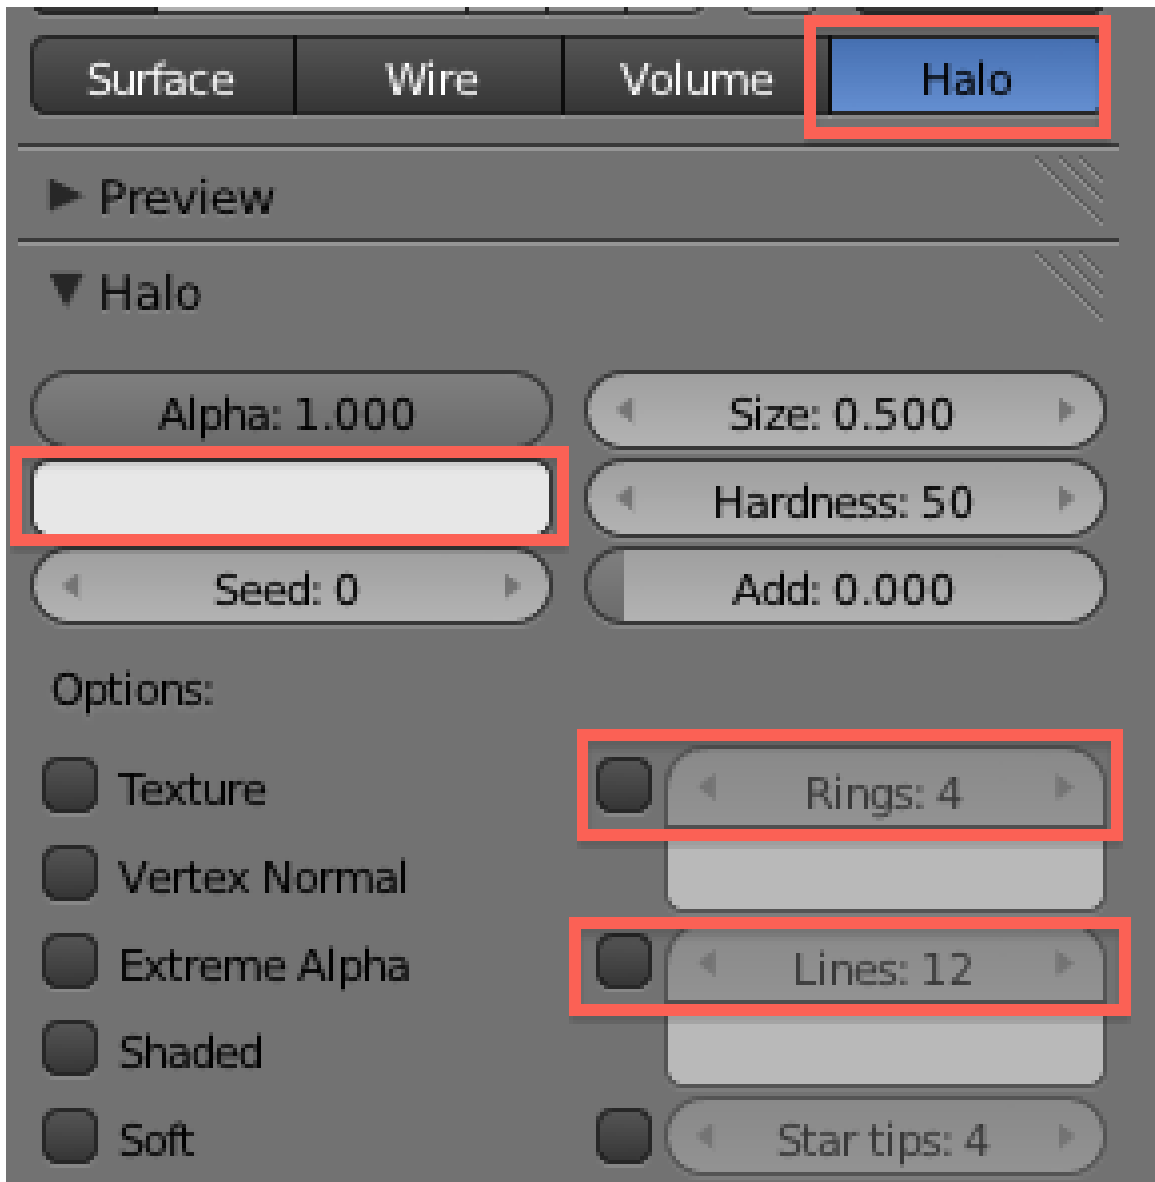 Surface Wire Volume Halo
Preview
Halo
Alpha: 1.000 Size: 0.500
Hardness: 50
Seed: 0 Add: 0.000
Options:
Texture Rings: 4
Vertex Normal
Extreme Alpha Lines: 12
Shaded
Soft Star tips: 4